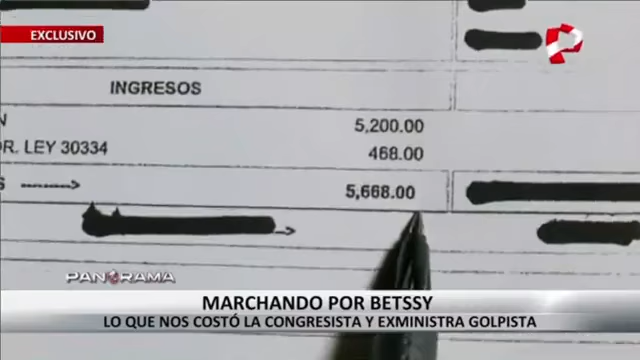 EXCLUSIVO
INGRESOS
N 5,200.00
OR. LEY 30334 468.00
S 5,668.00
PANORAMA
MARCHANDO POR BETSSY
LO QUE NOS COSTÓ LA CONGRESISTA Y EXMINISTRA GOLPISTA